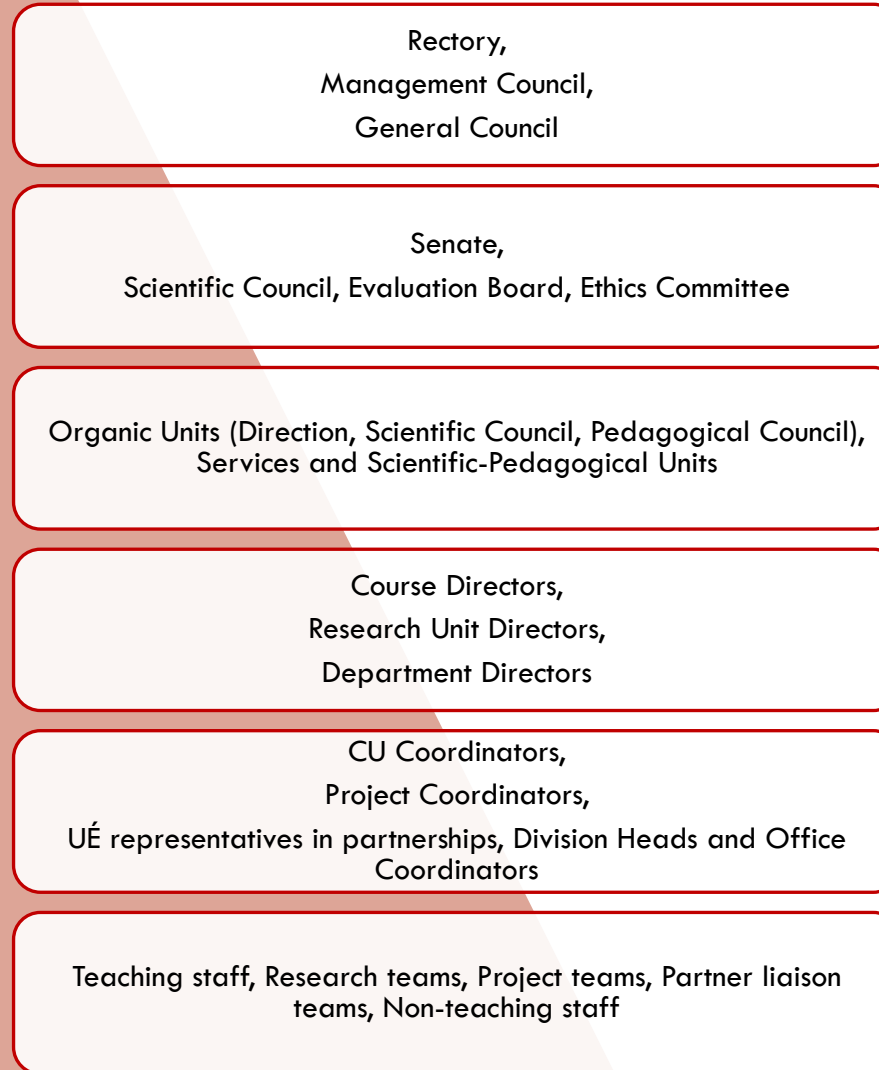 Rectory,
Management Council,
General Council
Senate,
Scientific Council, Evaluation Board, Ethics Committee
Organic Units (Direction, Scientific Council, Pedagogical Council),
Services and Scientific-Pedagogical Units
Course Directors,
Research Unit Directors,
Department Directors
CU Coordinators,
Project Coordinators,
UÉ representatives in partnerships, Division Heads and Office
Coordinators
Teaching staff, Research teams, Project teams, Partner liaison
teams, Non-teaching staff